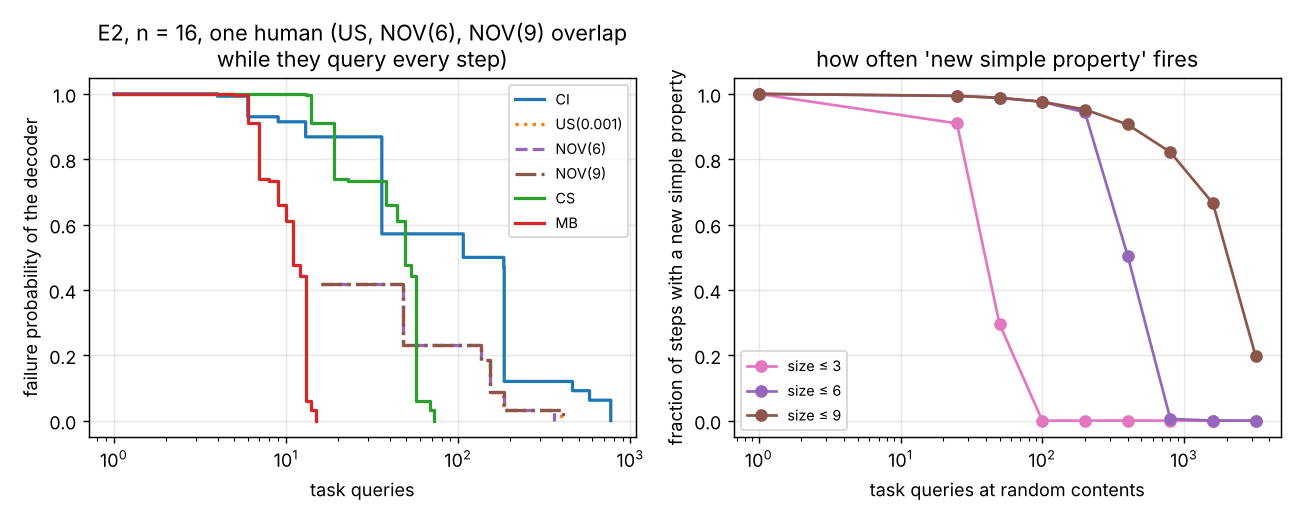 E2, n = 16, one human (US, NOV(6), NOV(9) overlap
while they query every step)
failure probability of the decoder
1.0
0.8
0.6
0.4
0.2
0.0
CI
US(0.001)
NOV(6)
NOV(9)
CS
MB
10⁰
10¹
10²
10³
task queries
how often 'new simple property' fires
fraction of steps with a new simple property
1.0
0.8
0.6
0.4
0.2
0.0
size ≤ 3
size ≤ 6
size ≤ 9
10⁰
10¹
10²
10³
task queries at random contents